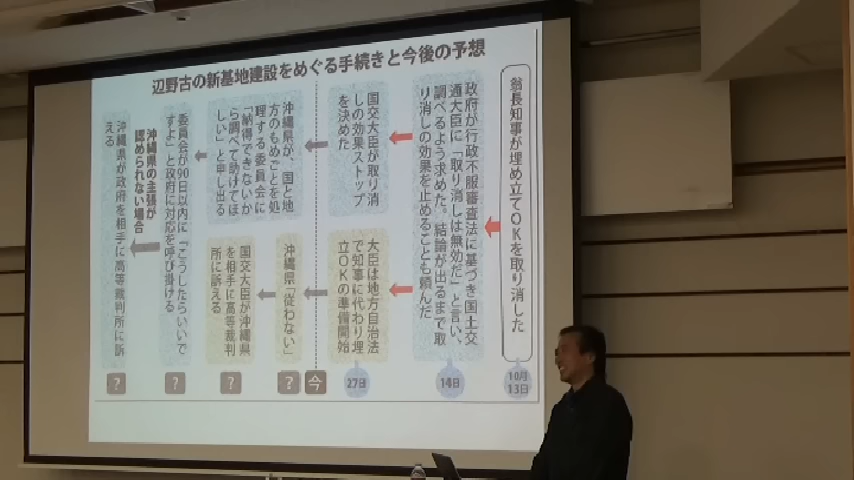 辺野古の新基地建設をめぐる手続きと今後の予想
翁長知事が埋め立てOKを取り消した
10月
13日
政府が行政不服審査法に基づき国土交
通大臣に「取り消しは無効だ」と言い、
調べるよう求めた。結論が出るまで取
り消しの効果を止めることも頼んだ
14日
国交大臣が取り消
しの効果ストップ
を決めた
大臣は地方自治法
で知事に代わり埋
立OKの準備開始
27日
今
沖縄県が、国と地
方のもめごとを処
理する委員会に
「納得できないか
ら調べて助けてほ
しい」と申し出る
沖縄県「従わない」
?
国交大臣が沖縄県
を相手に高等裁判
所に訴える
?
委員会が90日以内に「こうしたらいいで
すよ」と政府に対応を呼び掛ける
?
沖縄県の主張が
認められない場合
沖縄県が政府を相手に高等裁判所に訴
える
?